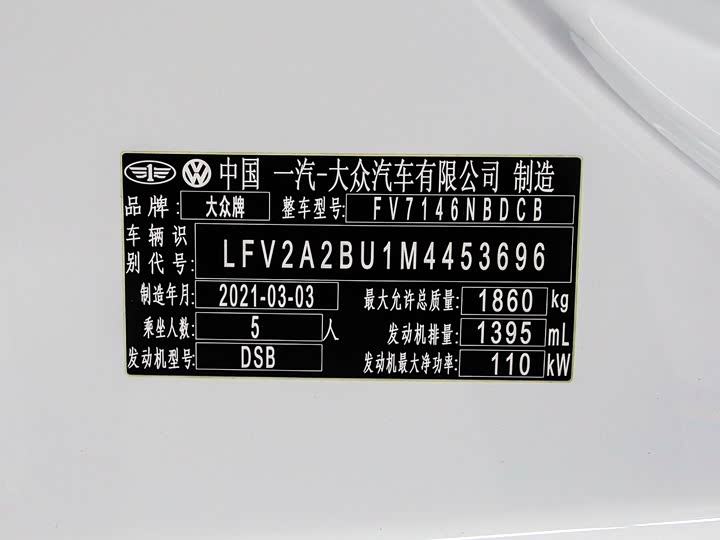 1 VW 中国 一汽-大众汽车有限公司 制造
品牌: 大众牌 整车型号: FV7146NBDCB
车辆识别代号: LFV2A2BU1M4453696
制造年月: 2021-03-03 最大允许总质量: 1860 kg
乘坐人数: 5 人 发动机排量: 1395 mL
发动机型号: DSB 发动机最大净功率: 110 kW